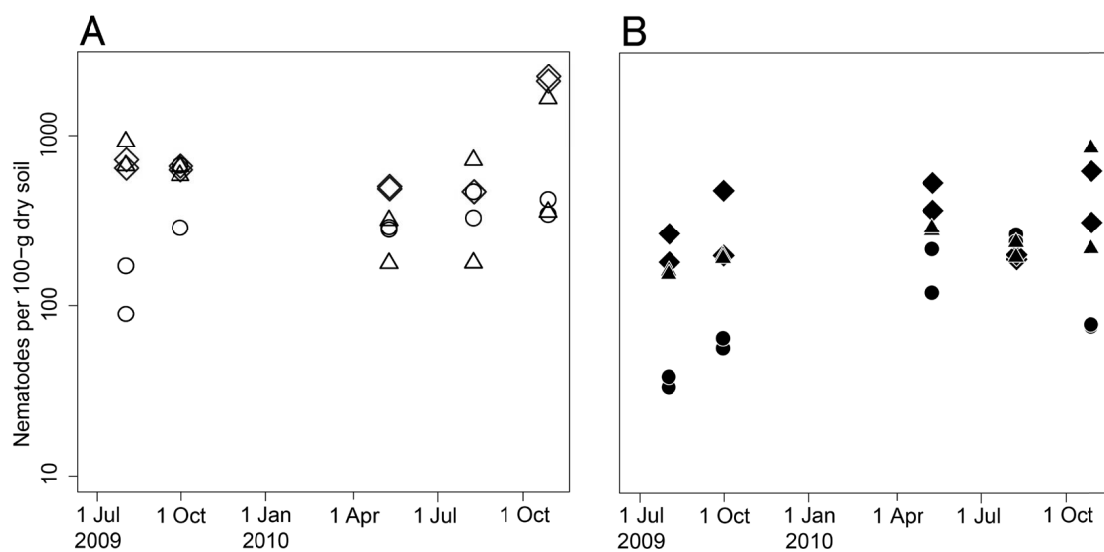 A
B
Nematodes per 100-g dry soil
1000
100
10
1 Jul 1 Oct 1 Jan 1 Apr 1 Jul 1 Oct
2009 2010
1 Jul 1 Oct 1 Jan 1 Apr 1 Jul 1 Oct
2009 2010